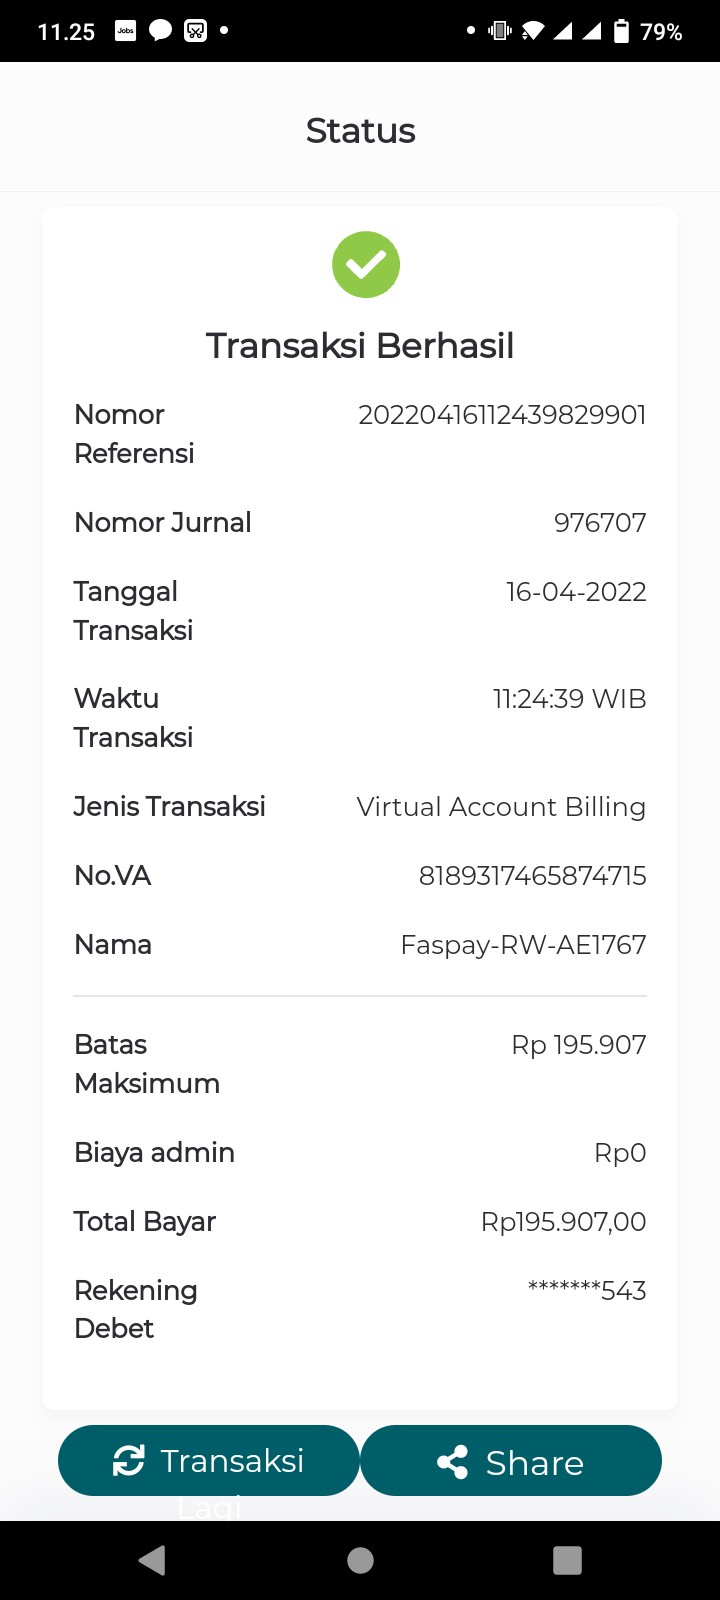 11.25
Jobs
79%
Status
Transaksi Berhasil
Nomor Referensi 20220416112439829901
Nomor Jurnal 976707
Tanggal Transaksi 16-04-2022
Waktu Transaksi 11:24:39 WIB
Jenis Transaksi Virtual Account Billing
No.VA 8189317465874715
Nama Faspay-RW-AE1767
Batas Maksimum Rp 195.907
Biaya admin Rp0
Total Bayar Rp195.907,00
Rekening Debet *******543
Transaksi Lagi
Share